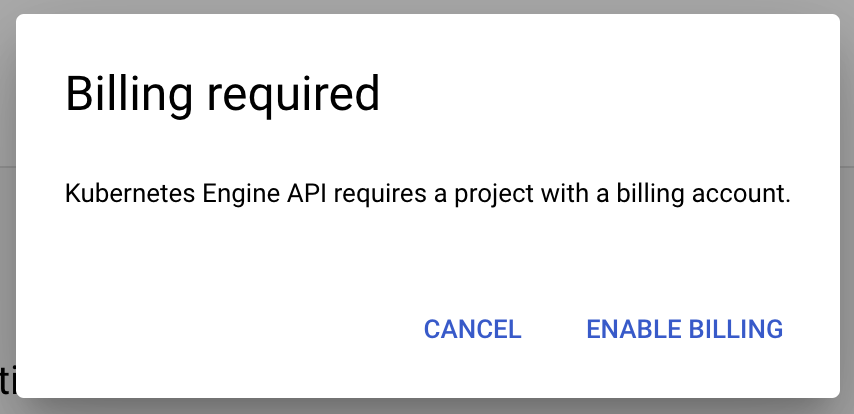 Billing required
Kubernetes Engine API requires a project with a billing account.
CANCEL ENABLE BILLING
ti